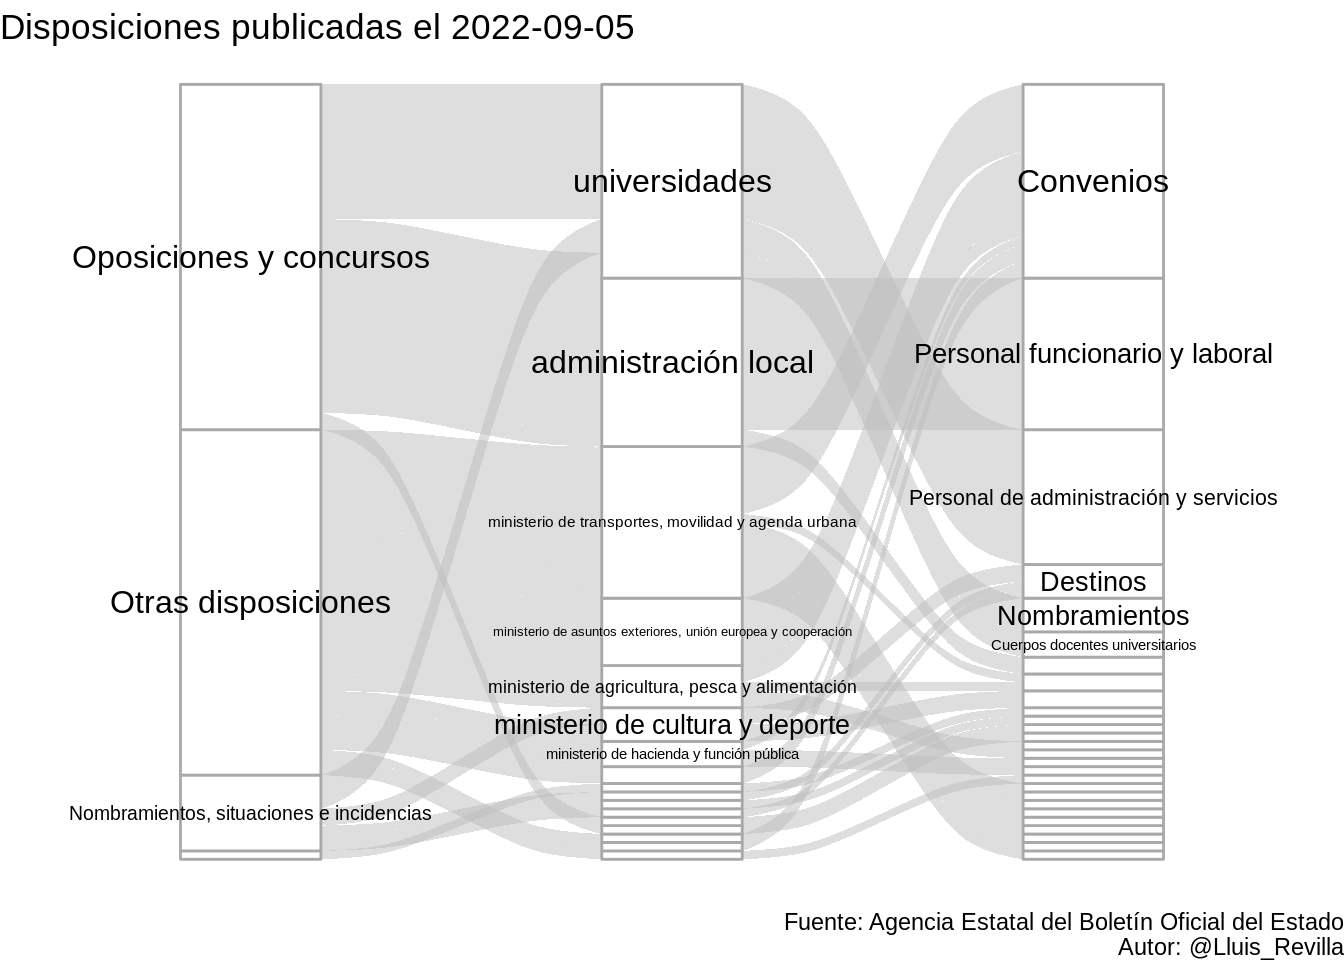 Disposiciones publicadas el 2022-09-05
Oposiciones y concursos
Otras disposiciones
Nombramientos, situaciones e incidencias
universidades
administración local
ministerio de transportes, movilidad y agenda urbana
ministerio de asuntos exteriores, unión europea y cooperación
ministerio de agricultura, pesca y alimentación
ministerio de cultura y deporte
ministerio de hacienda y función pública
Convenios
Personal funcionario y laboral
Personal de administración y servicios
Destinos
Nombramientos
Cuerpos docentes universitarios
Fuente: Agencia Estatal del Boletín Oficial del Estado
Autor: @Lluis_Revilla